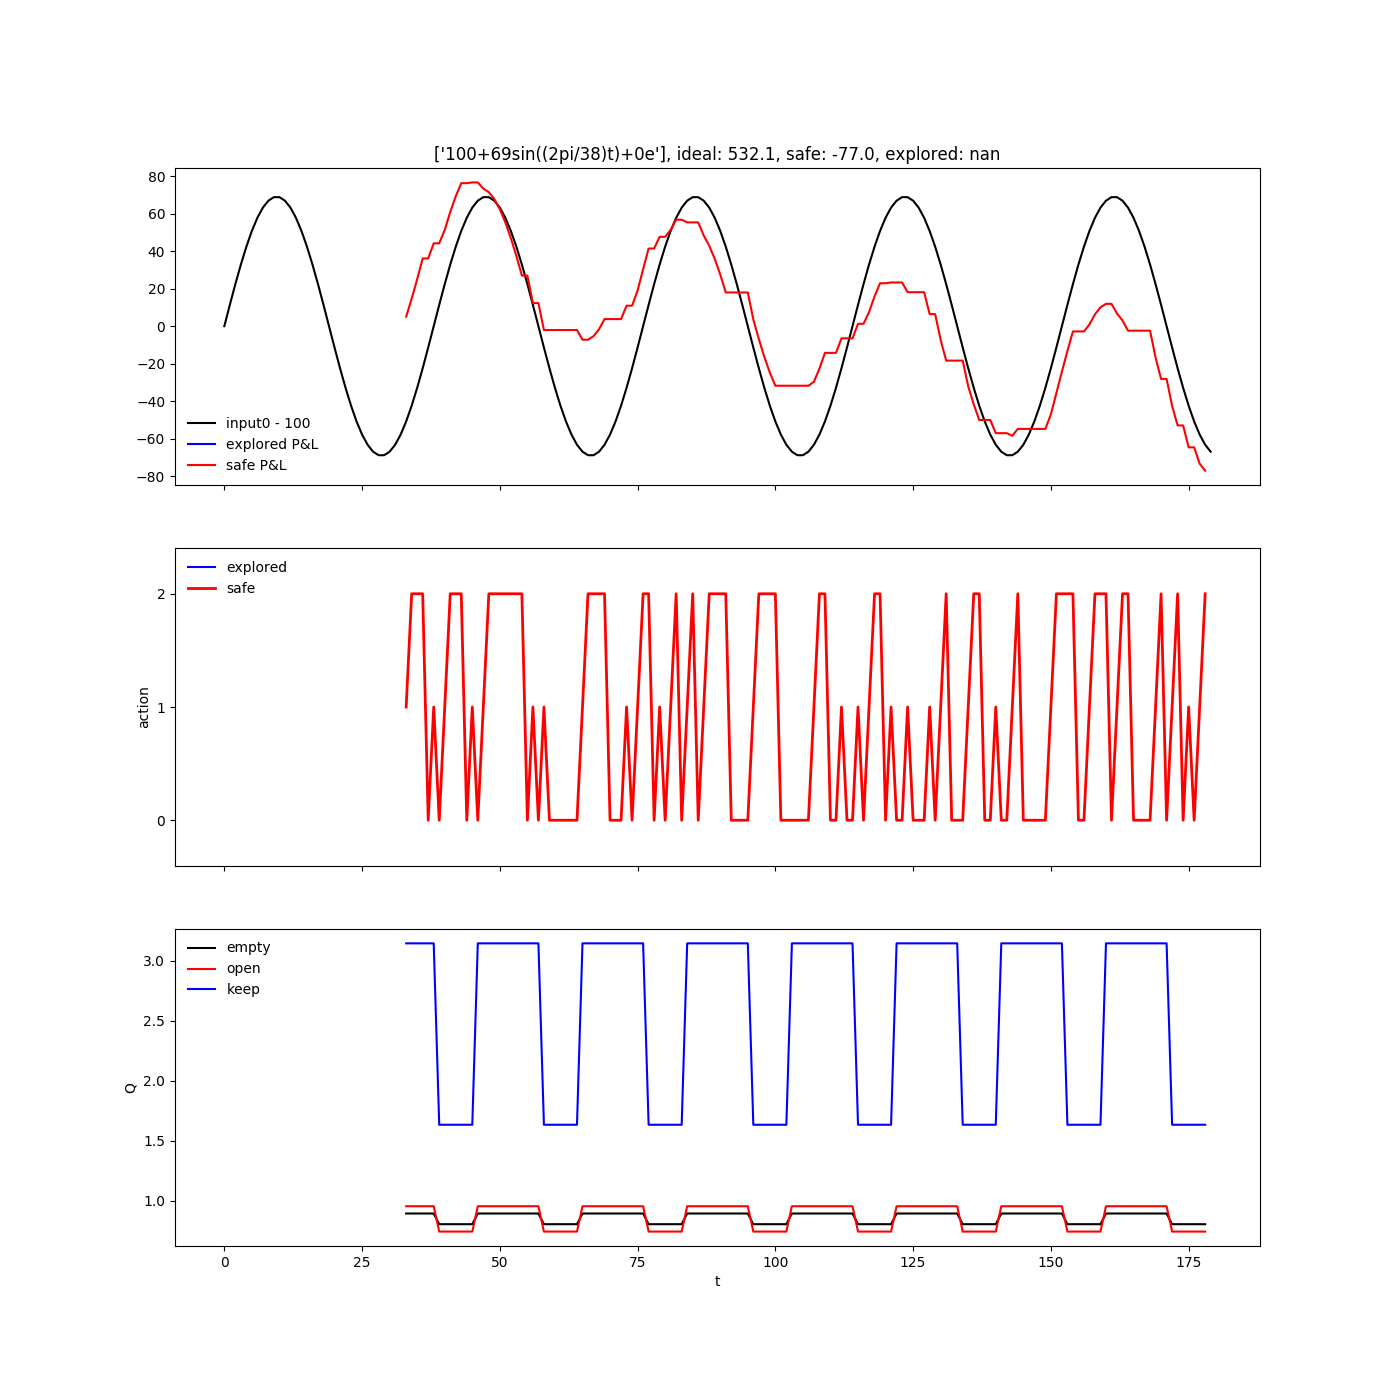 ['100+69sin((2pi/38)t)+0e'], ideal: 532.1, safe: -77.0, explored: nan
80
60
40
20
0
−20
−40
−60
−80
input0 - 100
explored P&L
safe P&L
2
1
0
action
explored
safe
3.0
2.5
2.0
1.5
1.0
Q
empty
open
keep
0
25
50
75
100
125
150
175
t